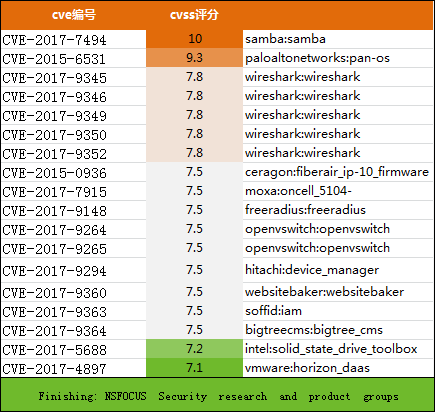 cve编号 cvss评分
CVE-2017-7494 10 samba:samba
CVE-2015-6531 9.3 paloaltonetworks:pan-os
CVE-2017-9345 7.8 wireshark:wireshark
CVE-2017-9346 7.8 wireshark:wireshark
CVE-2017-9349 7.8 wireshark:wireshark
CVE-2017-9350 7.8 wireshark:wireshark
CVE-2017-9352 7.8 wireshark:wireshark
CVE-2015-0936 7.5 ceragon:fiberair_ip-10_firmware
CVE-2017-7915 7.5 moxa:oncell_5104-
CVE-2017-9148 7.5 freeradius:freeradius
CVE-2017-9264 7.5 openvswitch:openvswitch
CVE-2017-9265 7.5 openvswitch:openvswitch
CVE-2017-9294 7.5 hitachi:device_manager
CVE-2017-9360 7.5 websitebaker:websitebaker
CVE-2017-9363 7.5 soffid:iam
CVE-2017-9364 7.5 bigtreecms:bigtree_cms
CVE-2017-5688 7.2 intel:solid_state_drive_toolbox
CVE-2017-4897 7.1 vmware:horizon_daas
Finishing: NSFOCUS Security research and product groups